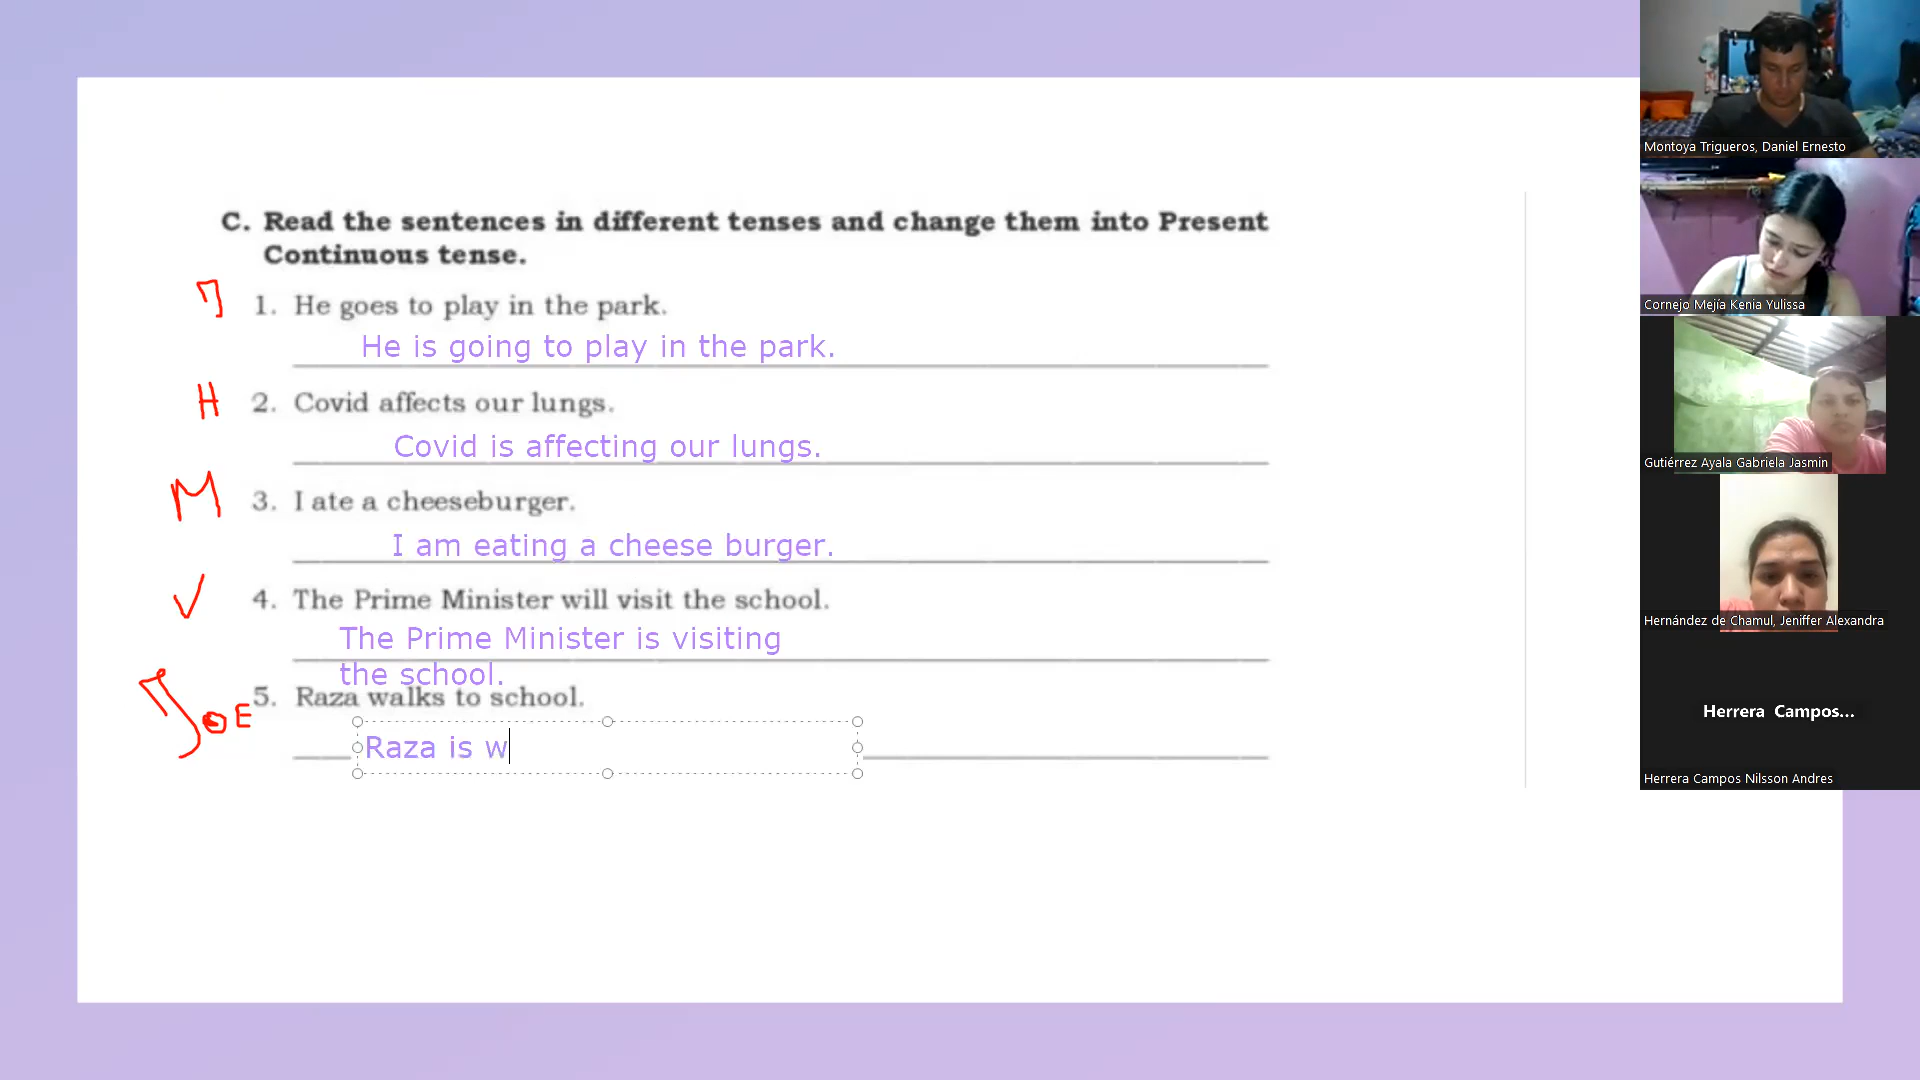 C. Read the sentences in different tenses and change them into Present
Continuous tense.
1. He goes to play in the park.
He is going to play in the park.
H
2. Covid affects our lungs.
Covid is affecting our lungs.
M
3. I ate a cheeseburger.
I am eating a cheese burger.
V
4. The Prime Minister will visit the school.
The Prime Minister is visiting
the school.
5. Raza walks to school.
Raza is w
Montoya Trigueros, Daniel Ernesto
Cornejo Mejía Kenia Yulissa
Gutiérrez Ayala Gabriela Jasmin
Hernández de Chamul, Jeniffer Alexandra
Herrera Campos...
Herrera Campos Nilsson Andres